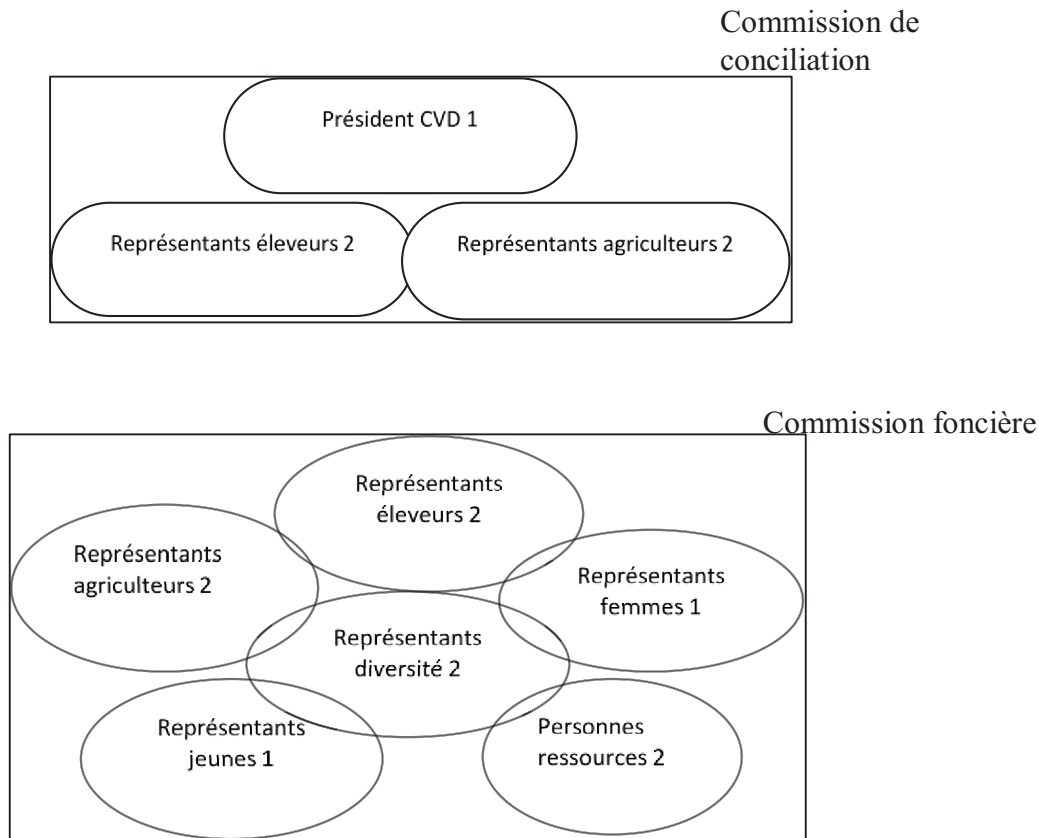 Commission de
conciliation
Président CVD 1
Représentants éleveurs 2
Représentants agriculteurs 2
Commission foncière
Représentants
éleveurs 2
Représentants
agriculteurs 2
Représentants
femmes 1
Représentants
diversité 2
Représentants
jeunes 1
Personnes
ressources 2